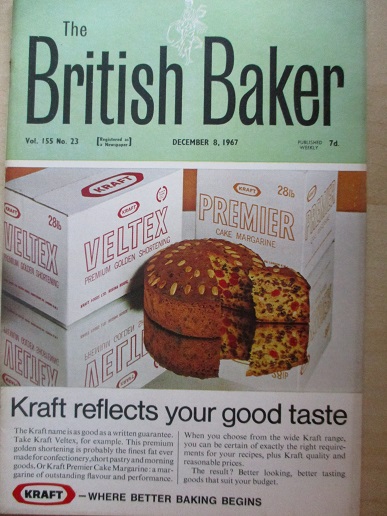 The
British Baker
Vol. 155 No. 23 [Registered as a Newspaper] DECEMBER 8, 1967 PUBLISHED WEEKLY 7d.
KRAFT
KRAFT
28lb
VELTEX
VELTEX
PREMIUM GOLDEN SHORTENING
KRAFT
28lb
PREMIER
CAKE MARGARINE
Kraft reflects your good taste
The Kraft name is as good as a written guarantee.
Take Kraft Veltex, for example. This premium
golden shortening is probably the finest fat ever
made for confectionery, short pastry and morning
goods. Or Kraft Premier Cake Margarine: a mar-
garine of outstanding flavour and performance.
When you choose from the wide Kraft range,
you can be certain of exactly the right require-
ments for your recipes, plus Kraft quality and
reasonable prices.
The result? Better looking, better tasting
goods that suit your budget.
KRAFT – WHERE BETTER BAKING BEGINS